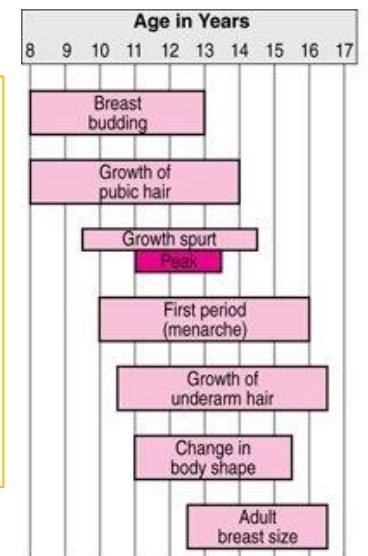 Age in Years
8 9 10 11 12 13 14 15 16 17
Breast
budding
Growth of
pubic hair
Growth spurt
Peak
First period
(menarche)
Growth of
underarm hair
Change in
body shape
Adult
breast size